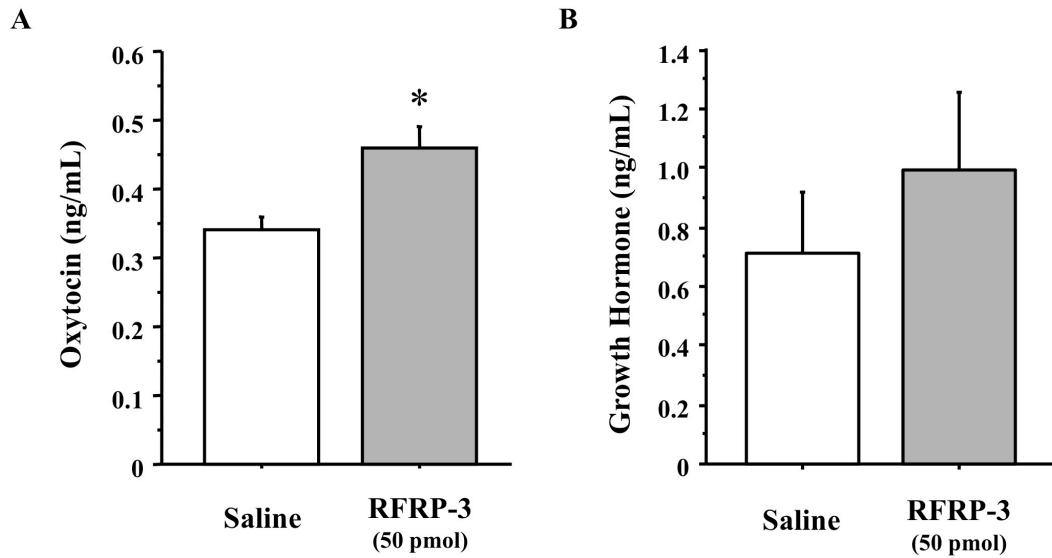 A
Oxytocin (ng/mL)
0.6
0.5
0.4
0.3
0.2
0.1
0
*
Saline
RFRP-3
(50 pmol)
B
Growth Hormone (ng/mL)
1.4
1.2
1.0
0.8
0.6
0.4
0.2
0
Saline
RFRP-3
(50 pmol)